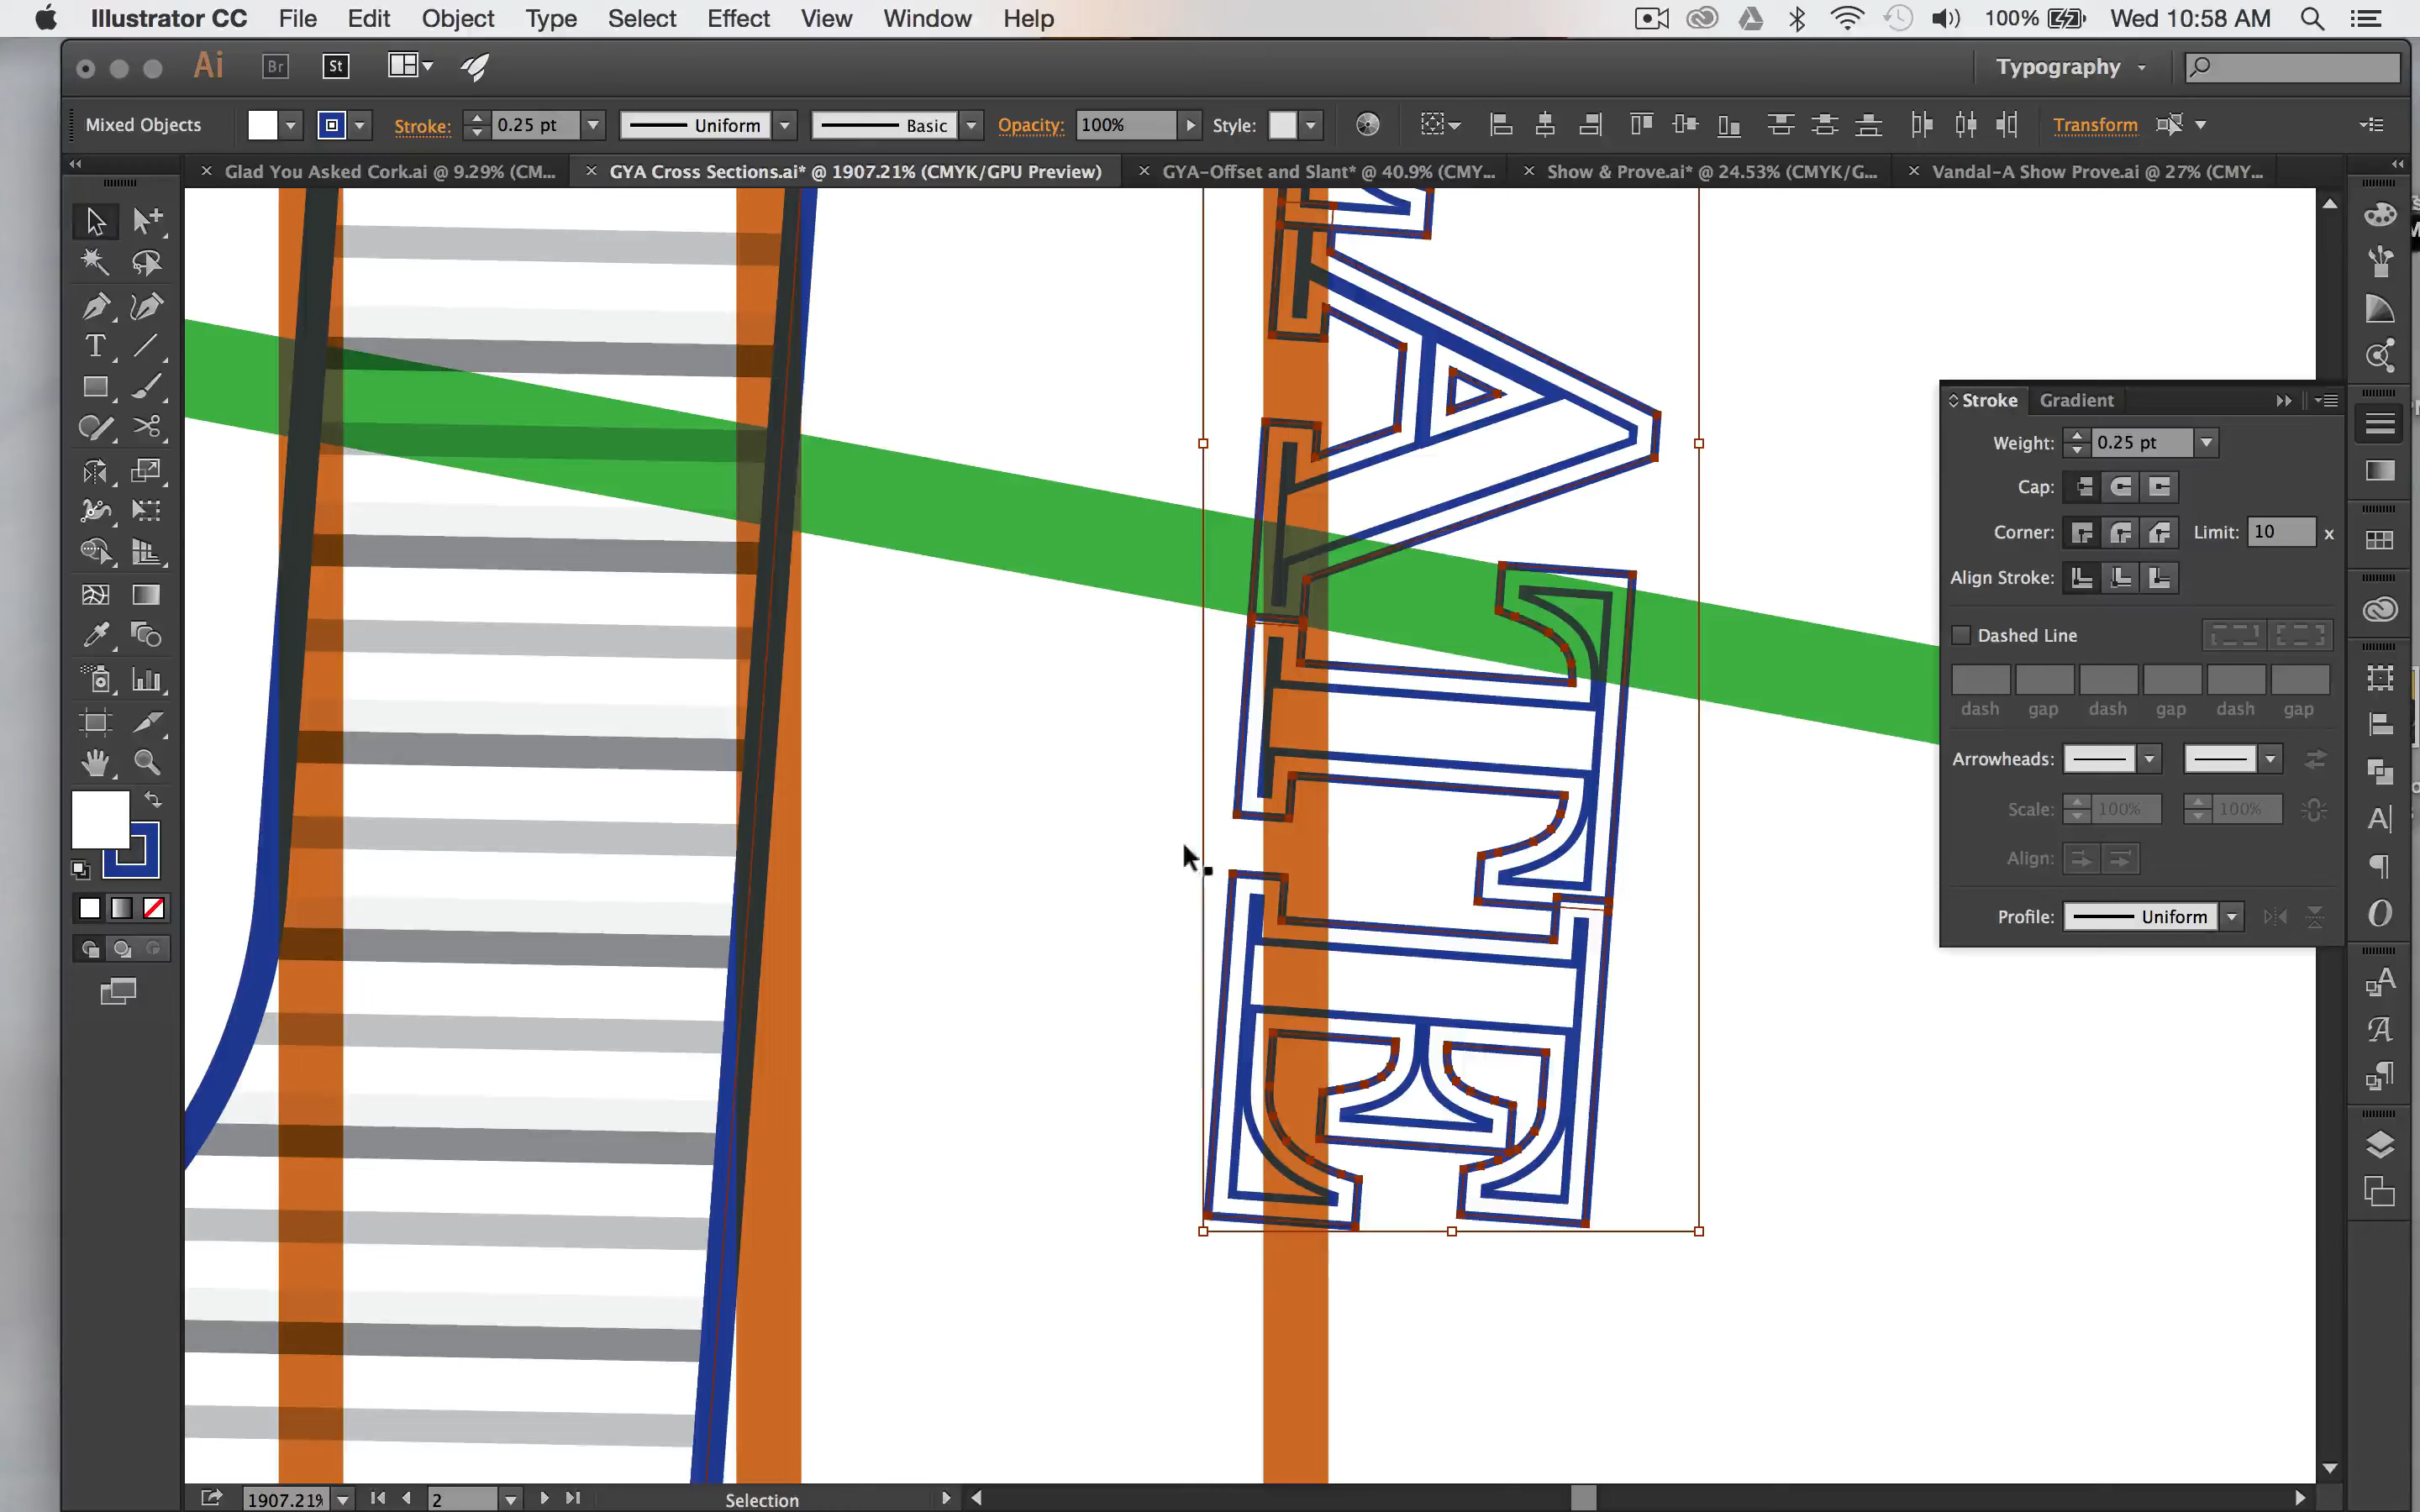 Illustrator CC File Edit Object Type Select Effect View Window Help 100% Wed 10:58 AM
Ai Br St Typography
Mixed Objects Stroke: 0.25 pt Uniform Basic Opacity: 100% Style: Transform
Glad You Asked Cork.ai @ 9.29% (CM... GYA Cross Sections.ai* @ 1907.21% (CMYK/GPU Preview) GYA-Offset and Slant* @ 40.9% (CMY... Show & Prove.ai* @ 24.53% (CMYK/G... Vandal-A Show Prove.ai @ 27% (CMY...
Stroke Gradient
Weight: 0.25 pt
Cap:
Corner: Limit: 10 x
Align Stroke:
Dashed Line
dash gap dash gap dash gap
Arrowheads:
Scale: 100% 100%
Align:
Profile: Uniform
1907.21% 2 Selection